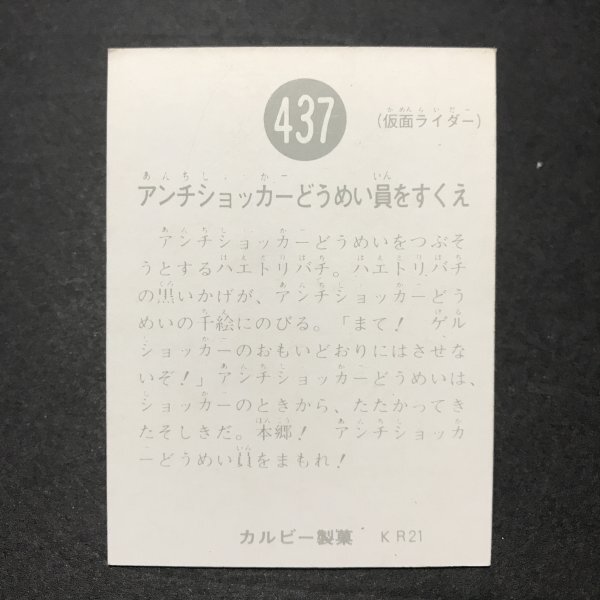 437
(仮面ライダー)
アンチショッカーどうめい員をすくえ
アンチショッカーどうめいをつぶそ
うとするハエトリバチ。ハエトリバチ
の黒いかげが、アンチショッカーどう
めいの千絵にのびる。「まて！　ゲル
ショッカーのおもいどおりにはさせな
いぞ！」アンチショッカーどうめいは、
ショッカーのときから、たたかってき
たそしきだ。本郷！　アンチショッカ
ーどうめい員をまもれ！
カルビー製菓　KR21